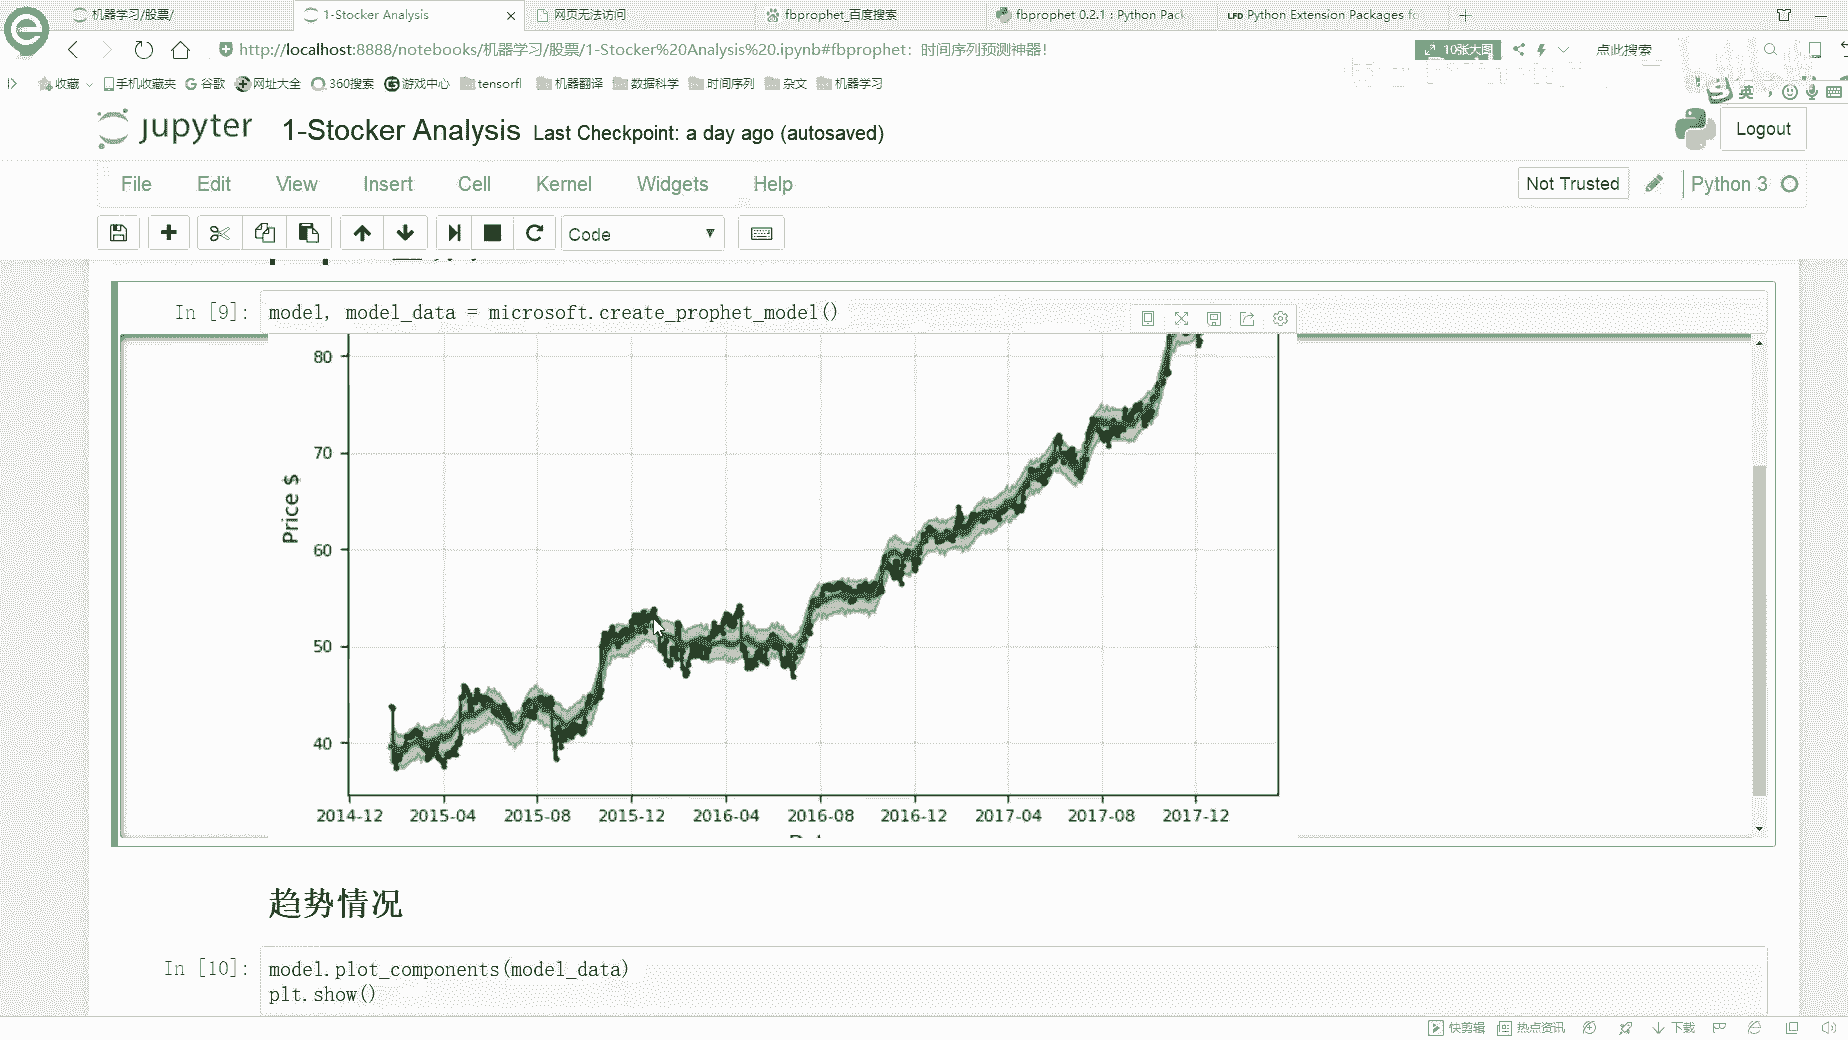 机器学习/股票/
1-Stocker Analysis
网页无法访问
fbprophet_百度搜索
fbprophet 0.2.1 : Python Pack
LFD Python Extension Packages fo
http://localhost:8888/notebooks/机器学习/股票/1-Stocker%20Analysis%20.ipynb#fbprophet: 时间序列预测神器!
10张大图
点此搜索
收藏
手机收藏夹
谷歌
网址大全
360搜索
游戏中心
tensorfl
机器翻译
数据科学
时间序列
杂文
机器学习
英
jupyter
1-Stocker Analysis
Last Checkpoint: a day ago (autosaved)
Logout
File
Edit
View
Insert
Cell
Kernel
Widgets
Help
Not Trusted
Python 3
Code
In [9]:
model, model_data = microsoft.create_prophet_model()
80
70
60
50
40
Price $
2014-12
2015-04
2015-08
2015-12
2016-04
2016-08
2016-12
2017-04
2017-08
2017-12
趋势情况
In [10]:
model.plot_components(model_data)
plt.show()
快剪辑
热点资讯
下载